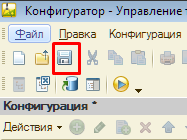 Конфигуратор - Управление
Файл Правка Конфигурация
Конфигурация *
Действия